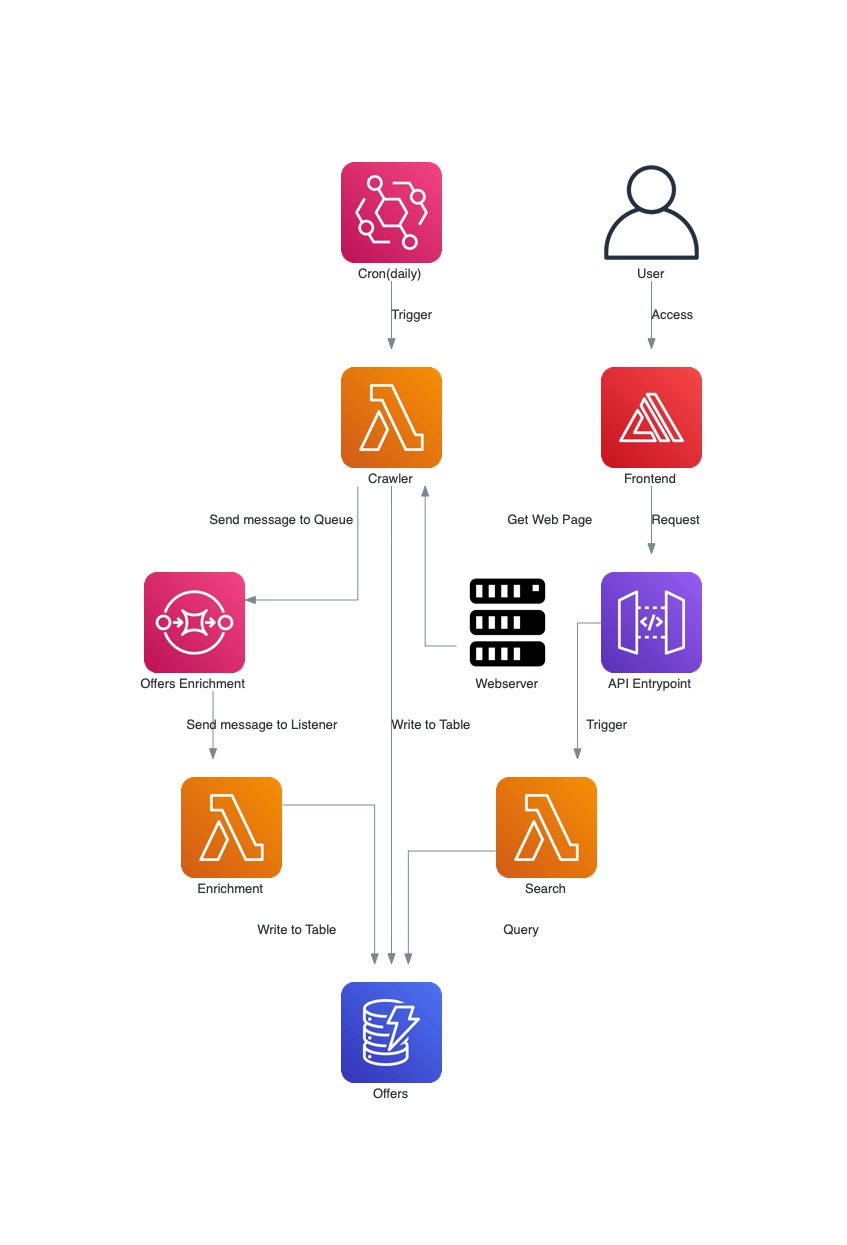 Cron(daily)
User
Trigger
Access
Crawler
Frontend
Send message to Queue
Get Web Page
Request
Offers Enrichment
Webserver
API Entrypoint
Send message to Listener
Write to Table
Trigger
Enrichment
Search
Write to Table
Query
Offers